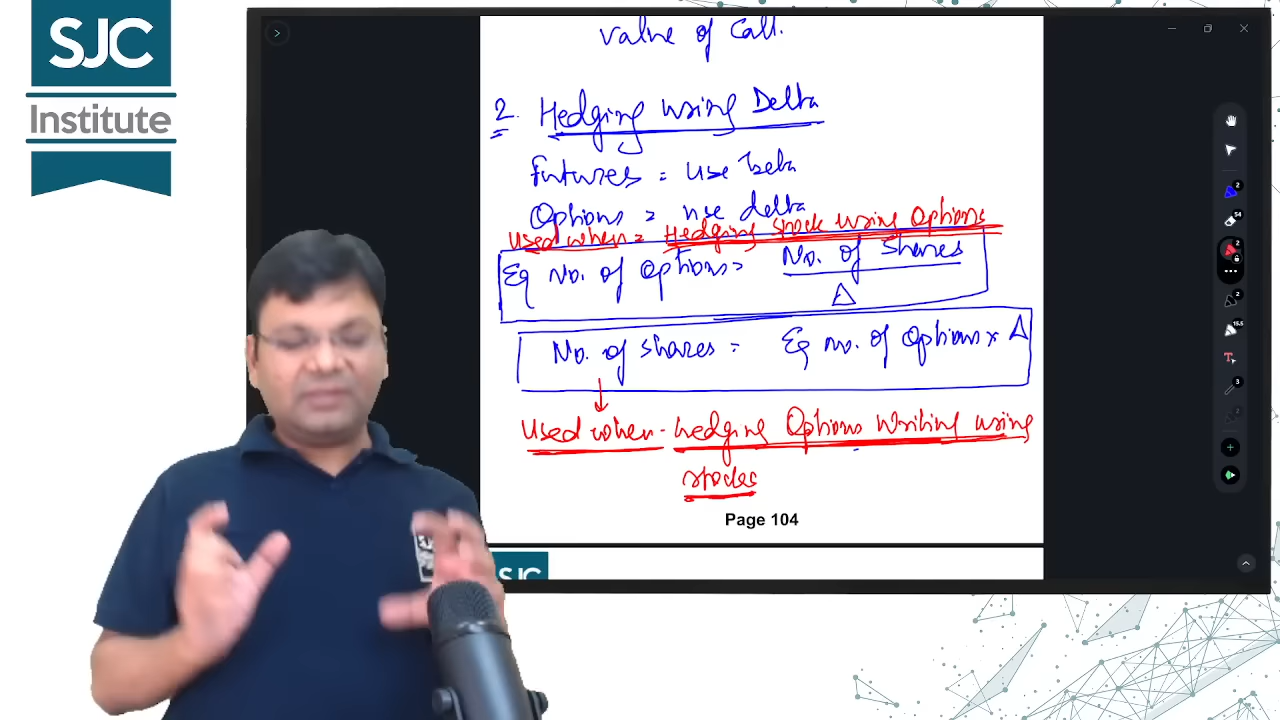 SJC
Institute
value of Call.
2. Hedging using Delta
Futures = use beta
Options = use delta
used when = Hedging stock using Options
Eq No. of options = No. of shares
Δ
No. of shares = Eq no. of options x Δ
Used when - hedging Options Writing using
stocks
Page 104
SJC